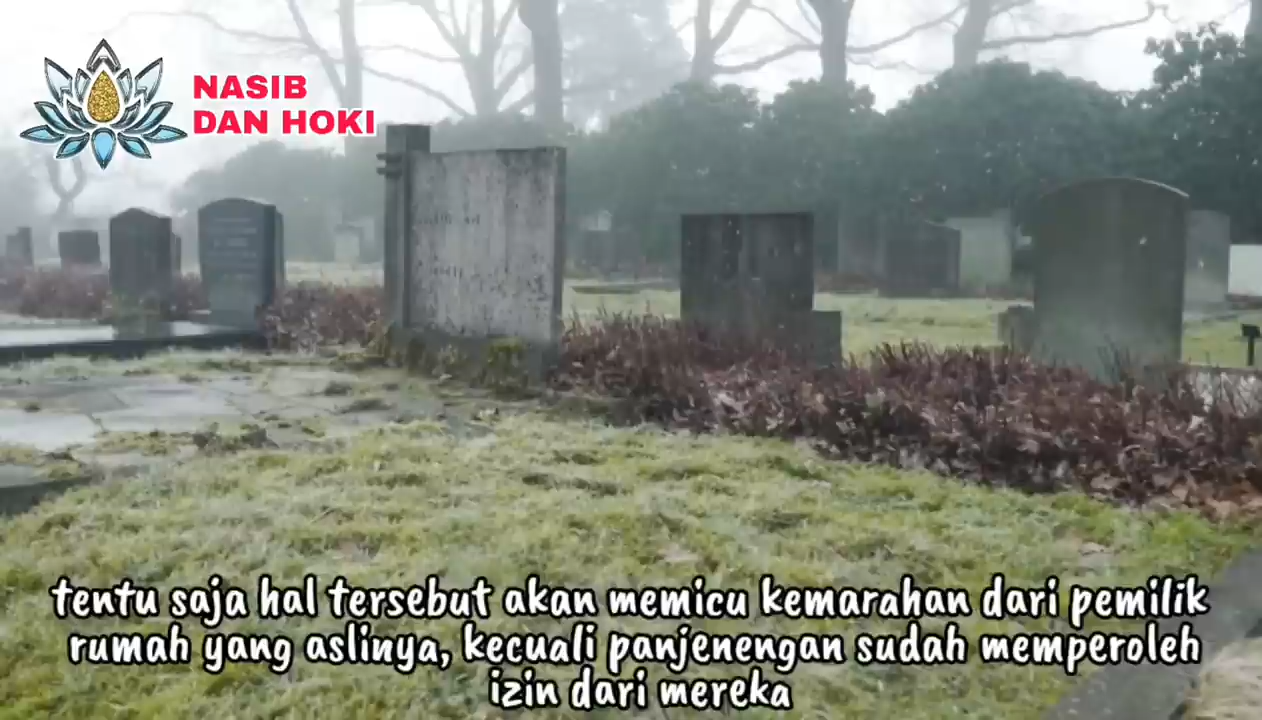 NASIB
DAN HOKI
tentu saja hal tersebut akan memicu kemarahan dari pemilik
rumah yang aslinya, kecuali panjenengan sudah memperoleh
izin dari mereka